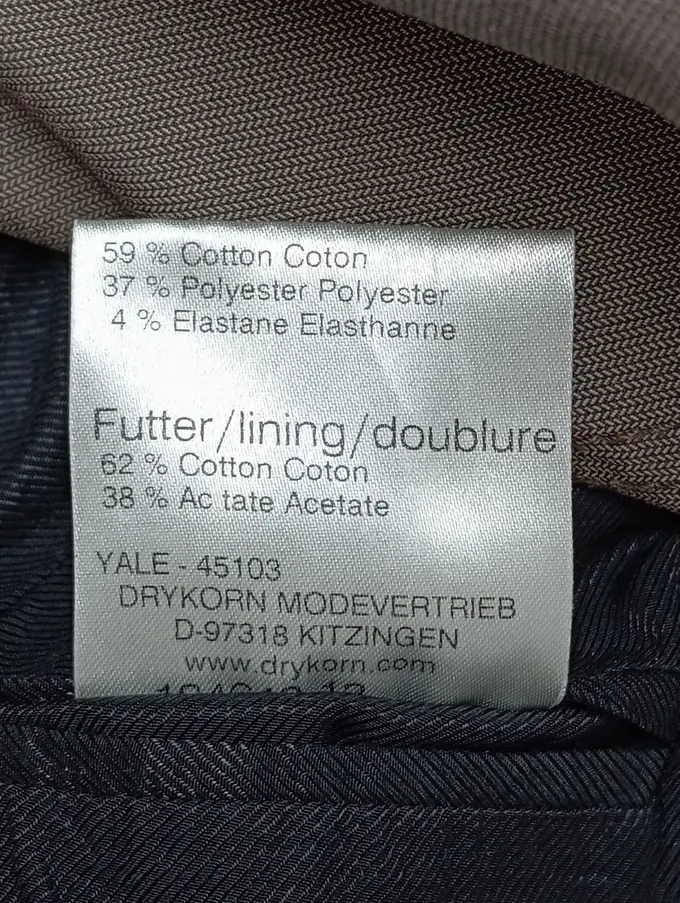 59 % Cotton Coton
37 % Polyester Polyester
4 % Elastane Elasthanne
Futter/lining/doublure
62 % Cotton Coton
38 % Ac tate Acetate
YALE - 45103
DRYKORN MODEVERTRIEB
D-97318 KITZINGEN
www.drykorn.com